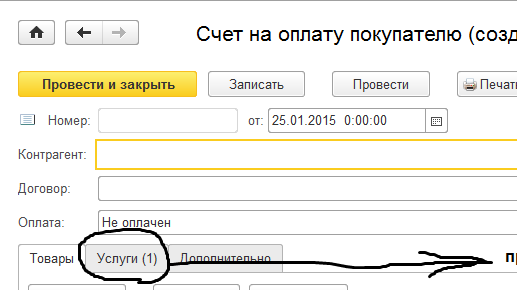 Счет на оплату покупателю (созд
Провести и закрыть Записать Провести Печать
Номер: от: 25.01.2015 0:00:00
Контрагент:
Договор:
Оплата: Не оплачен
Товары Услуги (1) Дополнительно п